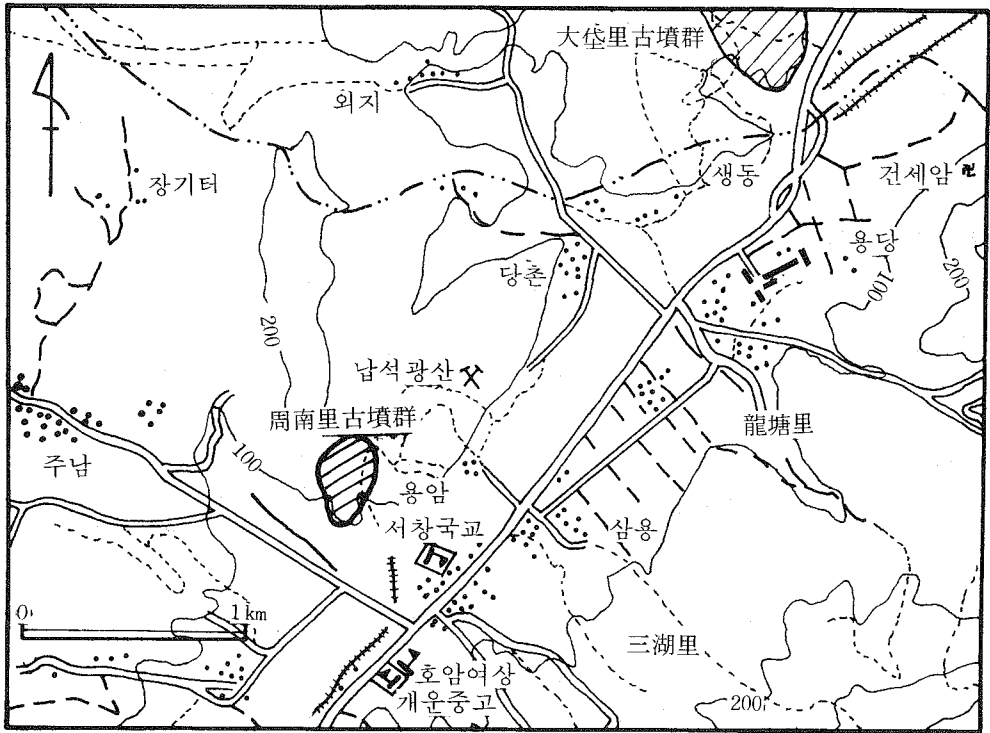 大垈里古墳群
외지
생동
건세암
卍
장기터
용당
당촌
100
200
200
납석광산
周南里古墳群
龍塘里
주남
100
용암
서창국교
삼용
0
1km
三湖里
호암여상
개운중고
200